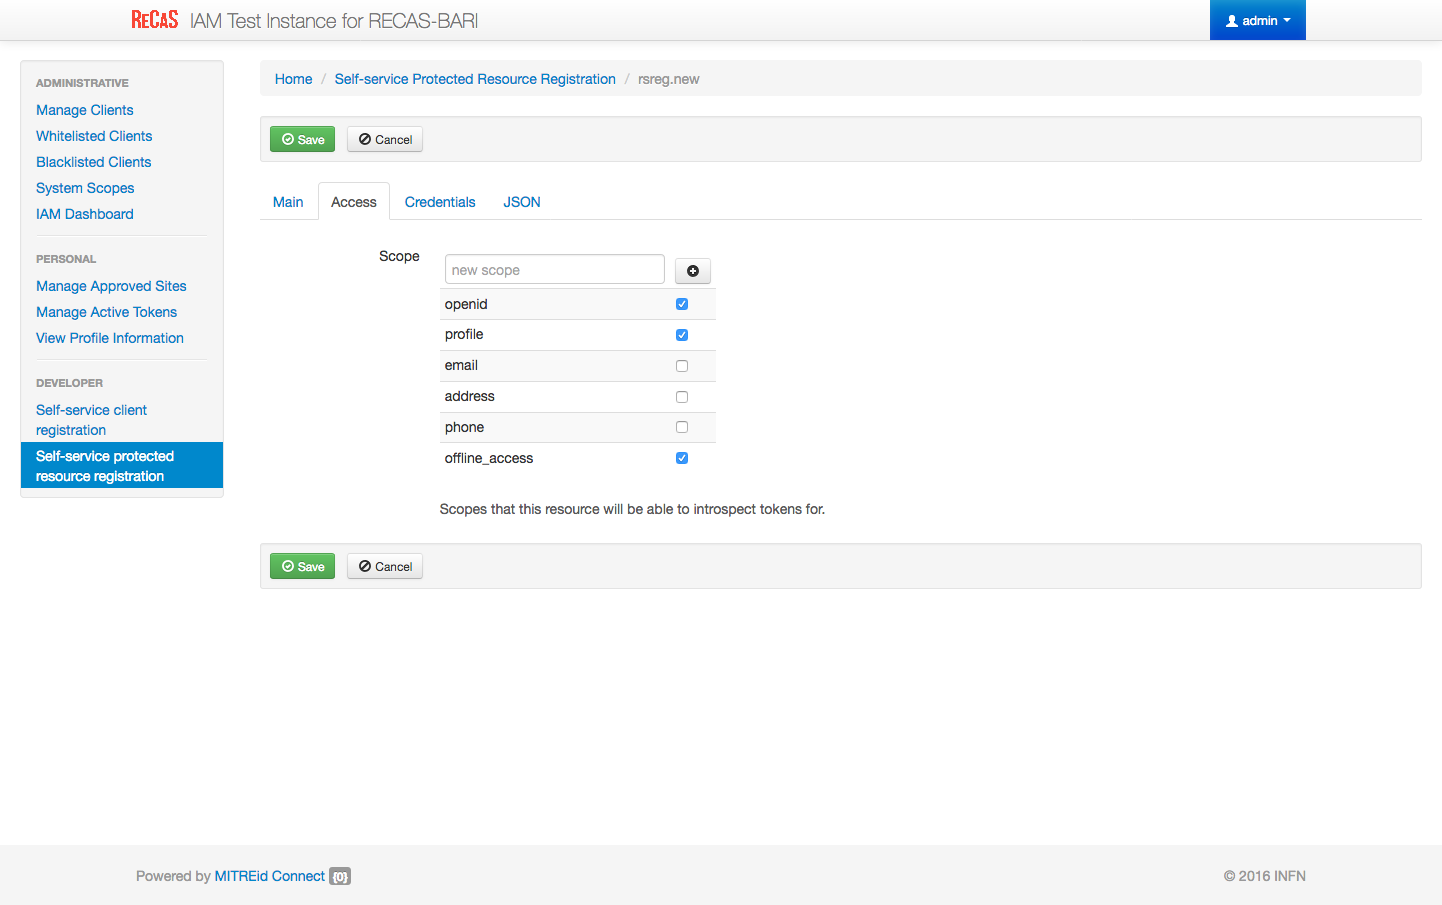 ReCaS IAM Test Instance for RECAS-BARI
admin
ADMINISTRATIVE
Manage Clients
Whitelisted Clients
Blacklisted Clients
System Scopes
IAM Dashboard
PERSONAL
Manage Approved Sites
Manage Active Tokens
View Profile Information
DEVELOPER
Self-service client
registration
Self-service protected
resource registration
Home / Self-service Protected Resource Registration / rsreg.new
Save Cancel
Main Access Credentials JSON
Scope
new scope
openid
profile
email
address
phone
offline_access
Scopes that this resource will be able to introspect tokens for.
Save Cancel
Powered by MITREid Connect {0}
© 2016 INFN